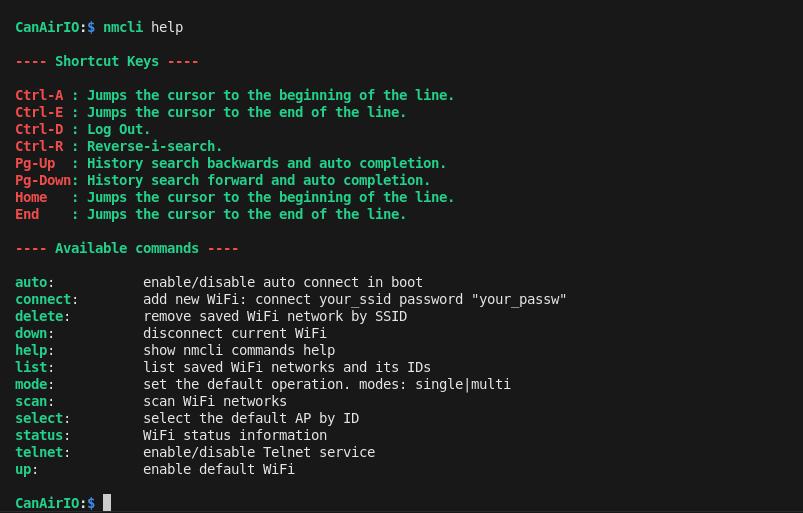 CanAirIO:$ nmcli help
---- Shortcut Keys ----
Ctrl-A : Jumps the cursor to the beginning of the line.
Ctrl-E : Jumps the cursor to the end of the line.
Ctrl-D : Log Out.
Ctrl-R : Reverse-i-search.
Pg-Up  : History search backwards and auto completion.
Pg-Down: History search forward and auto completion.
Home   : Jumps the cursor to the beginning of the line.
End    : Jumps the cursor to the end of the line.
---- Available commands ----
auto:           enable/disable auto connect in boot
connect:        add new WiFi: connect your_ssid password "your_passw"
delete:         remove saved WiFi network by SSID
down:           disconnect current WiFi
help:           show nmcli commands help
list:           list saved WiFi networks and its IDs
mode:           set the default operation. modes: single|multi
scan:           scan WiFi networks
select:         select the default AP by ID
status:         WiFi status information
telnet:         enable/disable Telnet service
up:             enable default WiFi
CanAirIO:$